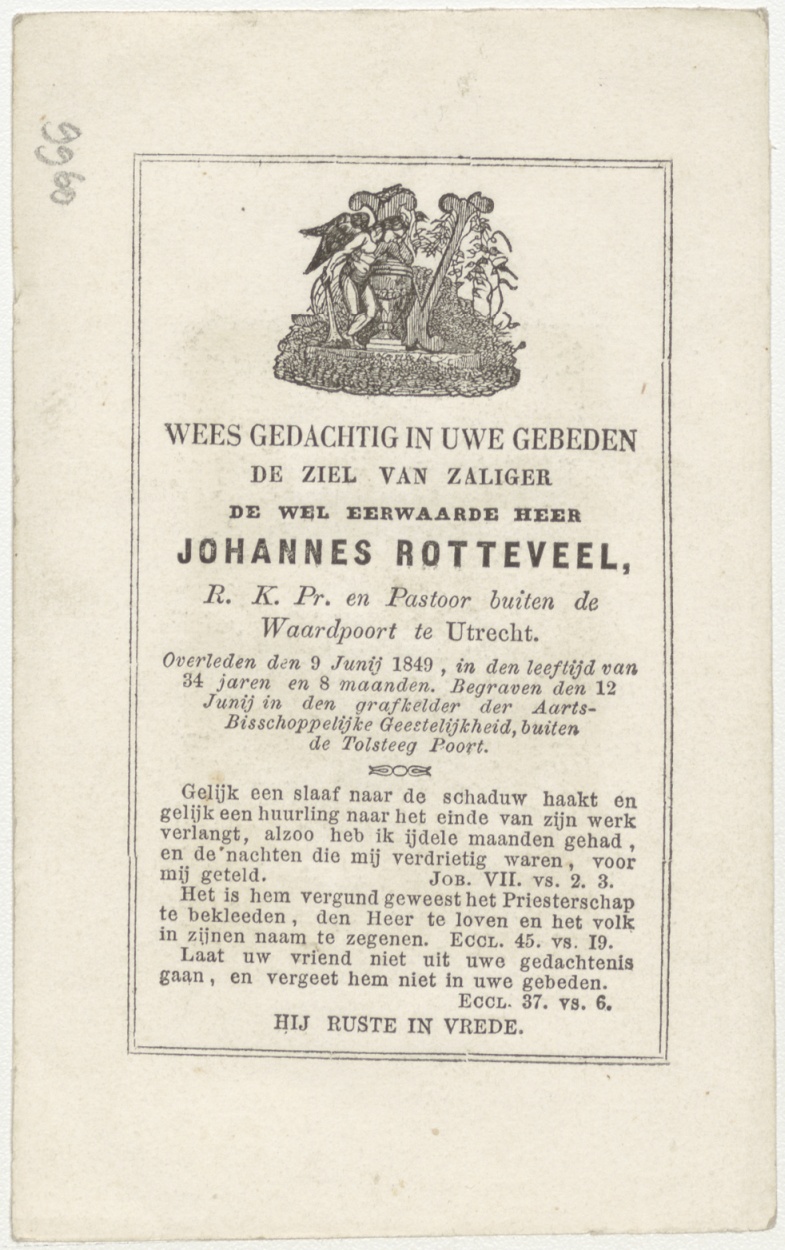 9960
WEES GEDACHTIG IN UWE GEBEDEN
DE ZIEL VAN ZALIGER
DE WEL EERWAARDE HEER
JOHANNES ROTTEVEEL,
R. K. Pr. en Pastoor buiten de
Waardpoort te Utrecht.
Overleden den 9 Junij 1849, in den leeftijd van
34 jaren en 8 maanden. Begraven den 12
Junij in den grafkelder der Aarts-
Bisschoppelijke Geestelijkheid, buiten
de Tolsteeg Poort.
Gelijk een slaaf naar de schaduw haakt en
gelijk een huurling naar het einde van zijn werk
verlangt, alzoo heb ik ijdele maanden gehad,
en de nachten die mij verdrietig waren, voor
mij geteld. JOB. VII. vs. 2. 3.
Het is hem vergund geweest het Priesterschap
te bekleeden, den Heer te loven en het volk
in zijnen naam te zegenen. ECCL. 45. vs. 19.
Laat uw vriend niet uit uwe gedachtenis
gaan, en vergeet hem niet in uwe gebeden.
ECCL. 37. vs. 6.
HIJ RUSTE IN VREDE.